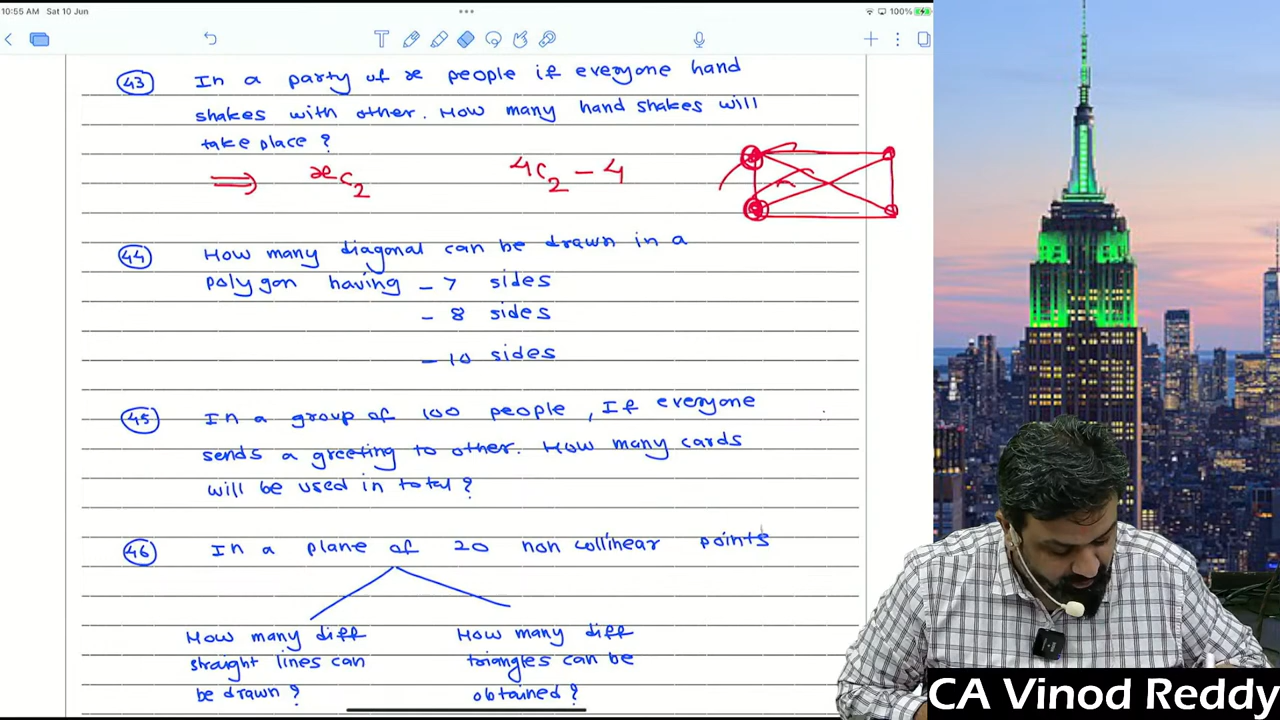 10:55 AM Sat 10 Jun
100%
43 In a party of x people if everyone hand
shakes with other. How many hand shakes will
take place ?
⇒ xC2 4C2 - 4
44 How many diagonal can be drawn in a
polygon having - 7 sides
- 8 sides
- 10 sides
45 In a group of 100 people, If everyone
sends a greeting to other. How many cards
will be used in total ?
46 In a plane of 20 non collinear points
How many diff
straight lines can
be drawn ?
How many diff
triangles can be
obtained ?
CA Vinod Reddy